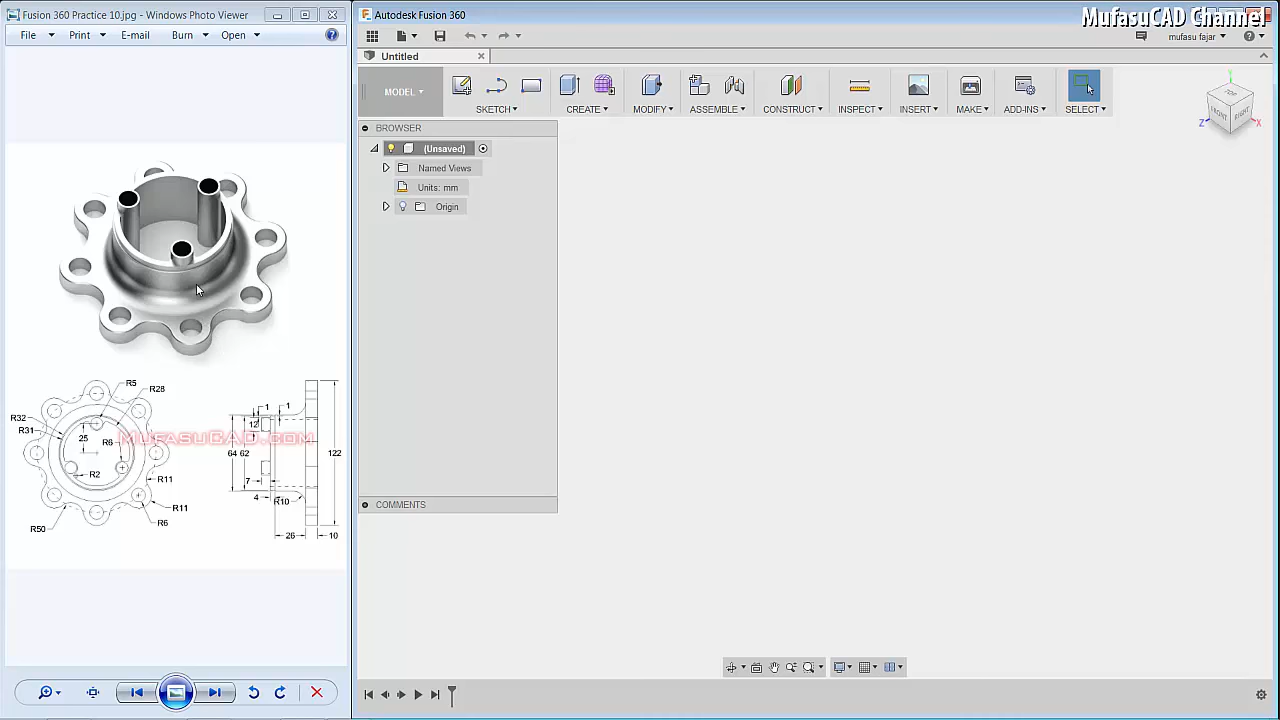 Fusion 360 Practice 10.jpg - Windows Photo Viewer
File Print E-mail Burn Open
R5
R28
R32
R31
25
R6
R2
R11
R11
R6
R50
MUFASUCAD.COM
1 1
12
64 62
122
7
4
R10
26 10
Autodesk Fusion 360
MufasuCAD Channel
mufasu fajar
Untitled
MODEL
SKETCH CREATE MODIFY ASSEMBLE CONSTRUCT INSPECT INSERT MAKE ADD-INS SELECT
TOP
FRONT RIGHT
Y
Z X
BROWSER
(Unsaved)
Named Views
Units: mm
Origin
COMMENTS